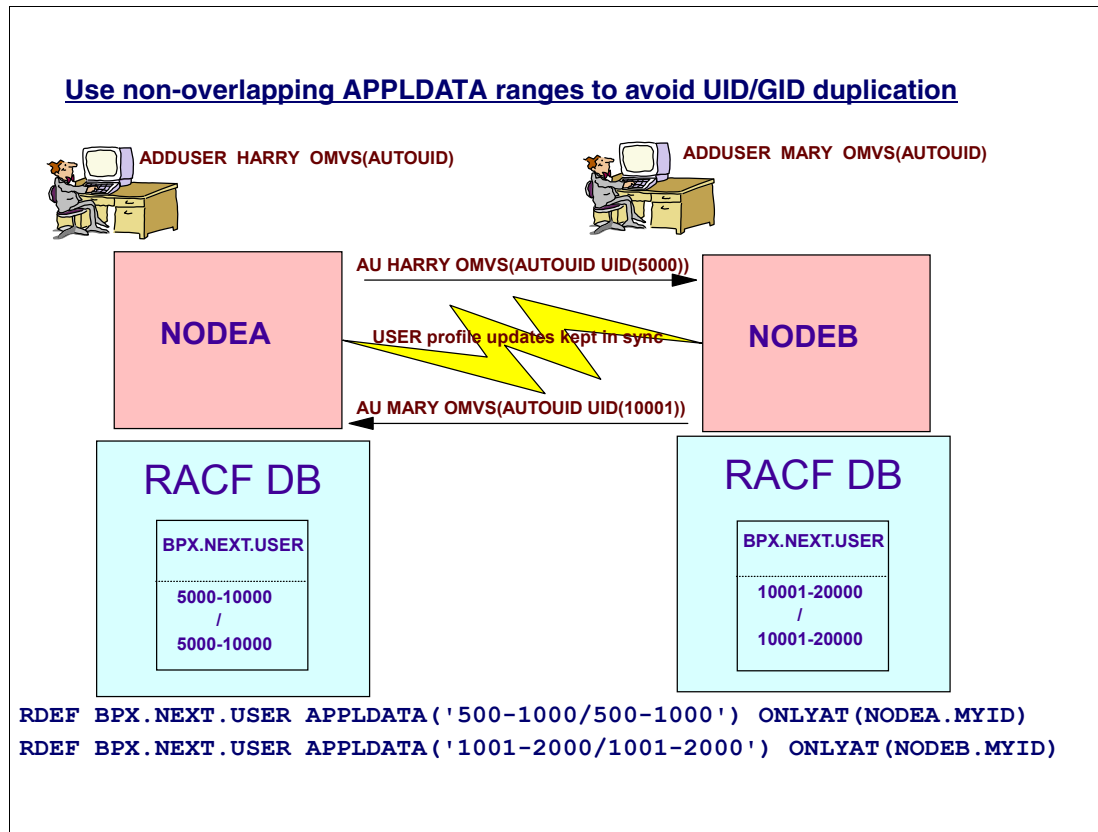 Use non-overlapping APPLDATA ranges to avoid UID/GID duplication
ADDUSER HARRY OMVS(AUTOUID)
ADDUSER MARY OMVS(AUTOUID)
AU HARRY OMVS(AUTOUID UID(5000))
NODEA
USER profile updates kept in sync
NODEB
AU MARY OMVS(AUTOUID UID(10001))
RACF DB
BPX.NEXT.USER
5000-10000
/
5000-10000
RACF DB
BPX.NEXT.USER
10001-20000
/
10001-20000
RDEF BPX.NEXT.USER APPLDATA('500-1000/500-1000') ONLYAT(NODEA.MYID)
RDEF BPX.NEXT.USER APPLDATA('1001-2000/1001-2000') ONLYAT(NODEB.MYID)